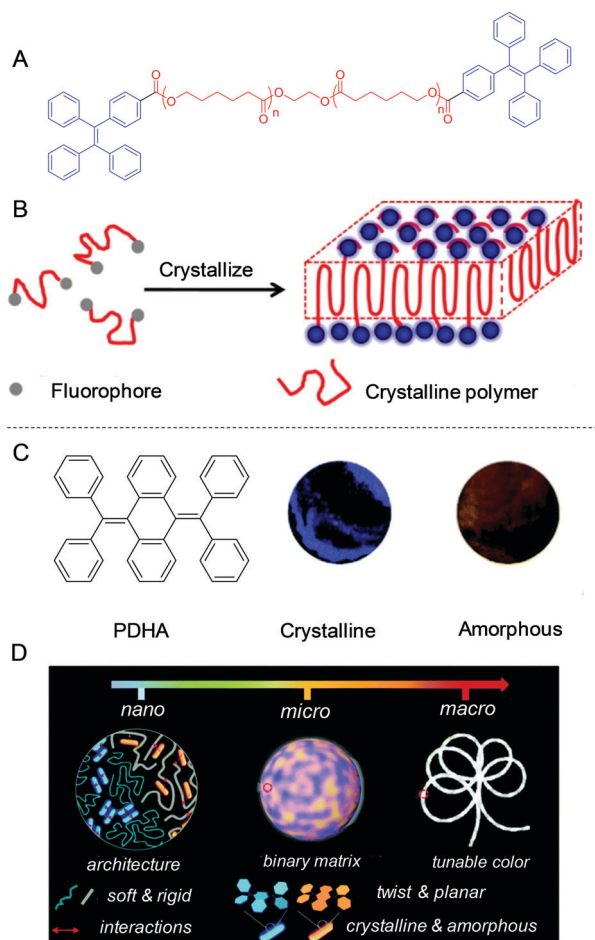 A
O
O
O
n
O
O
O
O
n
O
B
Crystallize
Fluorophore
Crystalline polymer
C
PDHA
Crystalline
Amorphous
D
nano
micro
macro
architecture
binary matrix
tunable color
soft & rigid
twist & planar
interactions
crystalline & amorphous